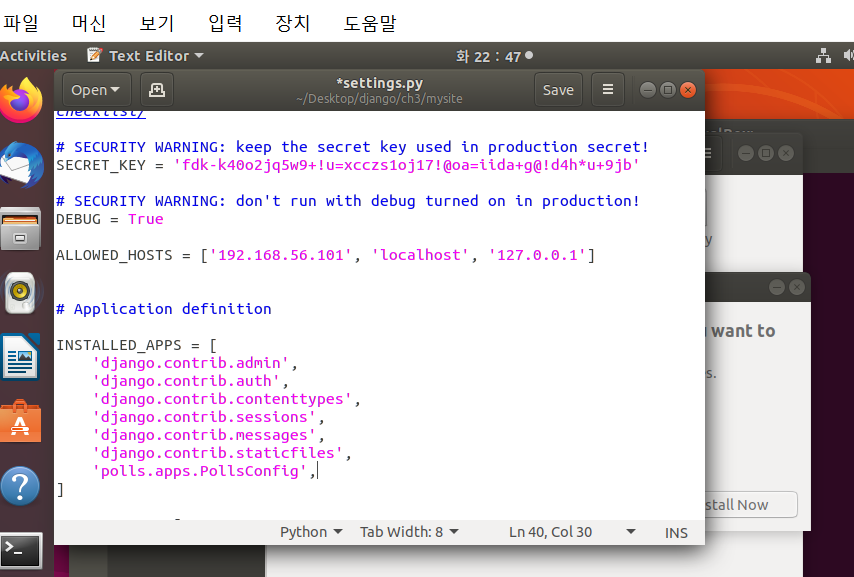 파일 머신 보기 입력 장치 도움말
Activities Text Editor 화 22 : 47
Open *settings.py Save
~/Desktop/django/ch3/mysite
checklist/
# SECURITY WARNING: keep the secret key used in production secret!
SECRET_KEY = 'fdk-k40o2jq5w9+!u=xcczs1oj17!@oa=iida+g@!d4h*u+9jb'
# SECURITY WARNING: don't run with debug turned on in production!
DEBUG = True
ALLOWED_HOSTS = ['192.168.56.101', 'localhost', '127.0.0.1']
# Application definition
INSTALLED_APPS = [
'django.contrib.admin',
'django.contrib.auth',
'django.contrib.contenttypes',
'django.contrib.sessions',
'django.contrib.messages',
'django.contrib.staticfiles',
'polls.apps.PollsConfig',
]
want to
s.
stall Now
Python Tab Width: 8 Ln 40, Col 30 INS